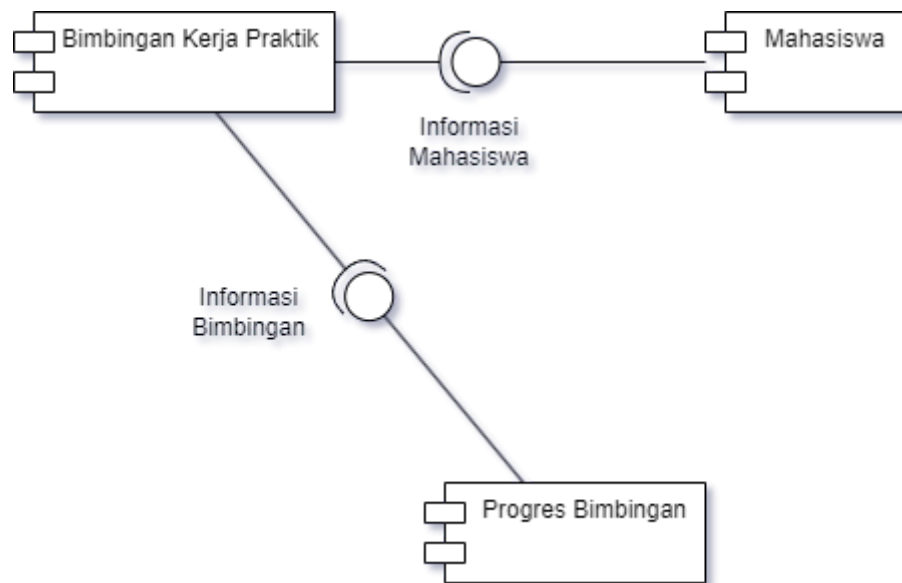 Bimbingan Kerja Praktik
Mahasiswa
Informasi
Mahasiswa
Informasi
Bimbingan
Progres Bimbingan